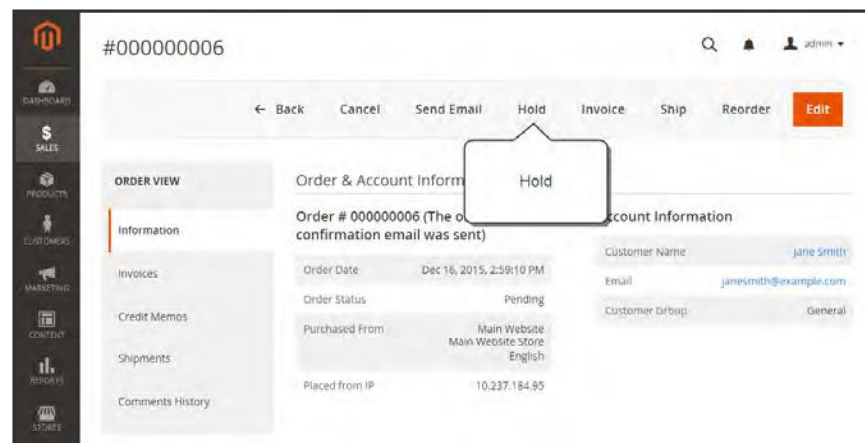 #000000006
admin
DASHBOARD
SALES
PRODUCTS
CUSTOMERS
MARKETING
CONTENT
REPORTS
STORES
Back Cancel Send Email Hold Invoice Ship Reorder Edit
Hold
ORDER VIEW
Information
Invoices
Credit Memos
Shipments
Comments History
Order & Account Inform
Order # 000000006 (The o
confirmation email was sent)
Order Date Dec 16, 2015, 2:59:10 PM
Order Status Pending
Purchased From Main Website
Main Website Store
English
Placed from IP 10.237.184.95
ccount Information
Customer Name Jane Smith
Email janesmith@example.com
Customer Group General